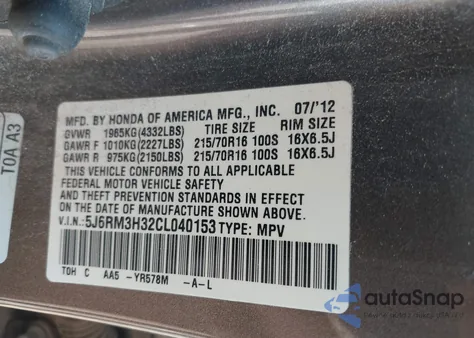 MFD. BY HONDA OF AMERICA MFG., INC. 07/'12
GVWR 1965KG(4332LBS) TIRE SIZE RIM SIZE
GAWR F 1010KG(2227LBS) 215/70R16 100S 16X6.5J
GAWR R 975KG(2150LBS) 215/70R16 100S 16X6.5J
THIS VEHICLE CONFORMS TO ALL APPLICABLE
FEDERAL MOTOR VEHICLE SAFETY
AND THEFT PREVENTION STANDARDS IN EFFECT
ON THE DATE OF MANUFACTURE SHOWN ABOVE.
V.I.N.: 5J6RM3H32CL040153 TYPE: MPV
TOH C AA5 -YR578M -A-L
TOA A3
autoSnap